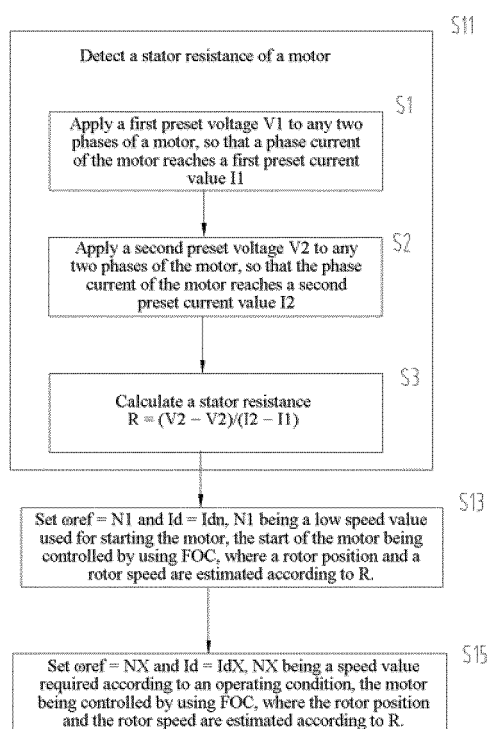 S11
Detect a stator resistance of a motor
S1
Apply a first preset voltage V1 to any two
phases of a motor, so that a phase current
of the motor reaches a first preset current
value I1
S2
Apply a second preset voltage V2 to any
two phases of the motor, so that the phase
current of the motor reaches a second
preset current value I2
S3
Calculate a stator resistance
R = (V2 − V2)/(I2 − I1)
S13
Set ωref = N1 and Id = Idn, N1 being a low speed value
used for starting the motor, the start of the motor being
controlled by using FOC, where a rotor position and a
rotor speed are estimated according to R.
S15
Set ωref = NX and Id = IdX, NX being a speed value
required according to an operating condition, the motor
being controlled by using FOC, where the rotor position
and the rotor speed are estimated according to R.